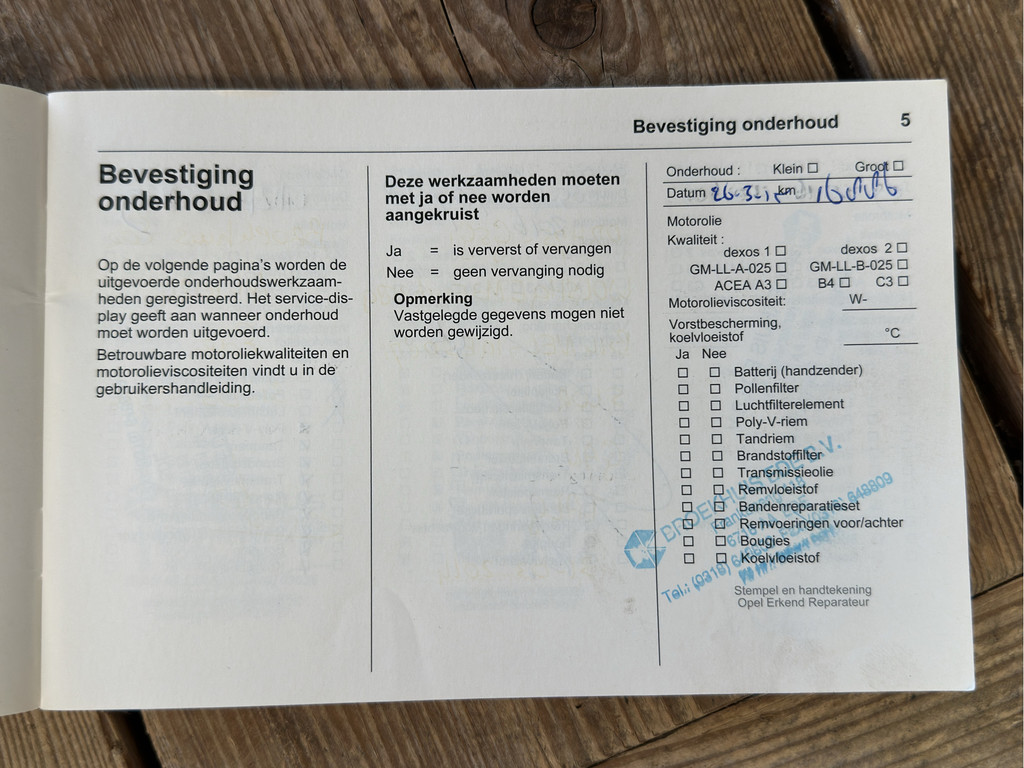 Bevestiging onderhoud 5
Bevestiging
onderhoud
Op de volgende pagina's worden de
uitgevoerde onderhoudswerkzaam-
heden geregistreerd. Het service-dis-
play geeft aan wanneer onderhoud
moet worden uitgevoerd.
Betrouwbare motoroliekwaliteiten en
motorolieviscositeiten vindt u in de
gebruikershandleiding.
Deze werkzaamheden moeten
met ja of nee worden
aangekruist
Ja = is ververst of vervangen
Nee = geen vervanging nodig
Opmerking
Vastgelegde gegevens mogen niet
worden gewijzigd.
Onderhoud : Klein ☐ Groot ☐
Datum km
Motorolie
Kwaliteit :
dexos 1 ☐ dexos 2 ☐
GM-LL-A-025 ☐ GM-LL-B-025 ☐
ACEA A3 ☐ B4 ☐ C3 ☐
Motorolieviscositeit: W-
Vorstbescherming,
koelvloeistof °C
Ja Nee
☐ ☐ Batterij (handzender)
☐ ☐ Pollenfilter
☐ ☐ Luchtfilterelement
☐ ☐ Poly-V-riem
☐ ☐ Tandriem
☐ ☐ Brandstoffilter
☐ ☐ Transmissieolie
☐ ☐ Remvloeistof
☐ ☐ Bandenreparatieset
☐ ☐ Remvoeringen voor/achter
☐ ☐ Bougies
☐ ☐ Koelvloeistof
BROEKHUIS EDE B.V.
Tel.: (0318)
Stempel en handtekening
Opel Erkend Reparateur